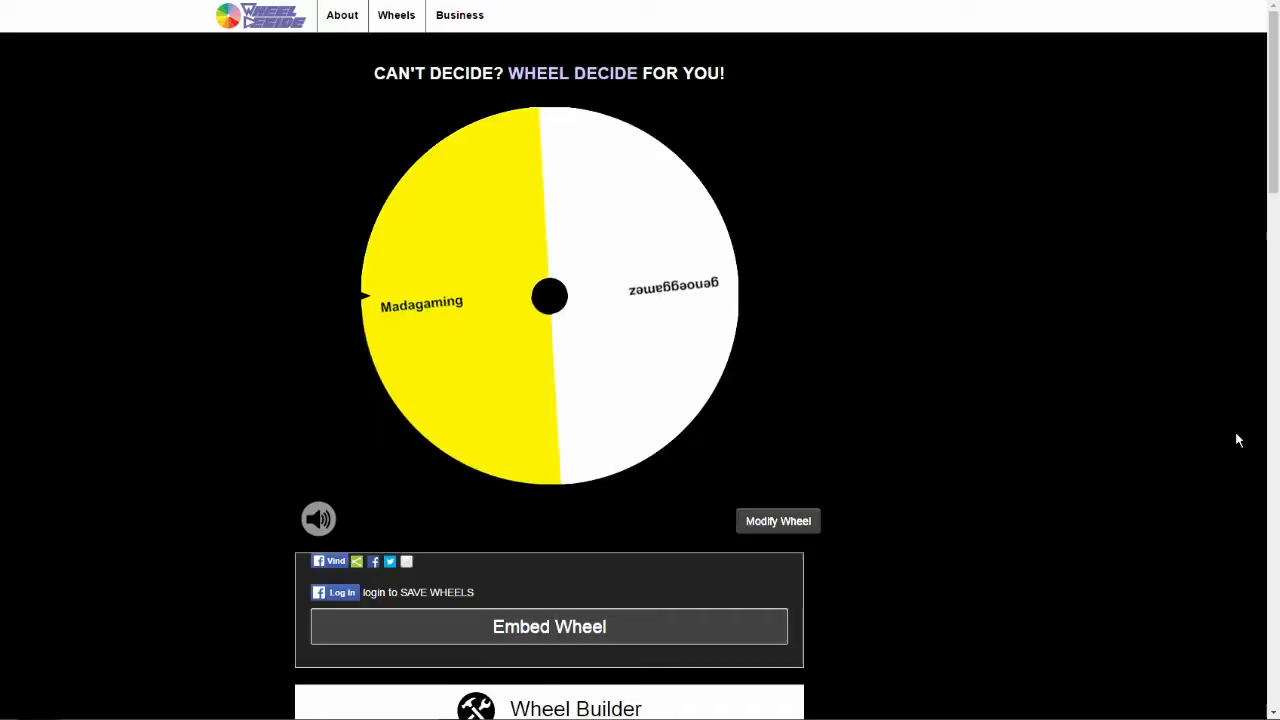 WHEEL DECIDE
About
Wheels
Business
CAN'T DECIDE? WHEEL DECIDE FOR YOU!
Madagaming
genoeggamez
Modify Wheel
Vind
Log In login to SAVE WHEELS
Embed Wheel
Wheel Builder